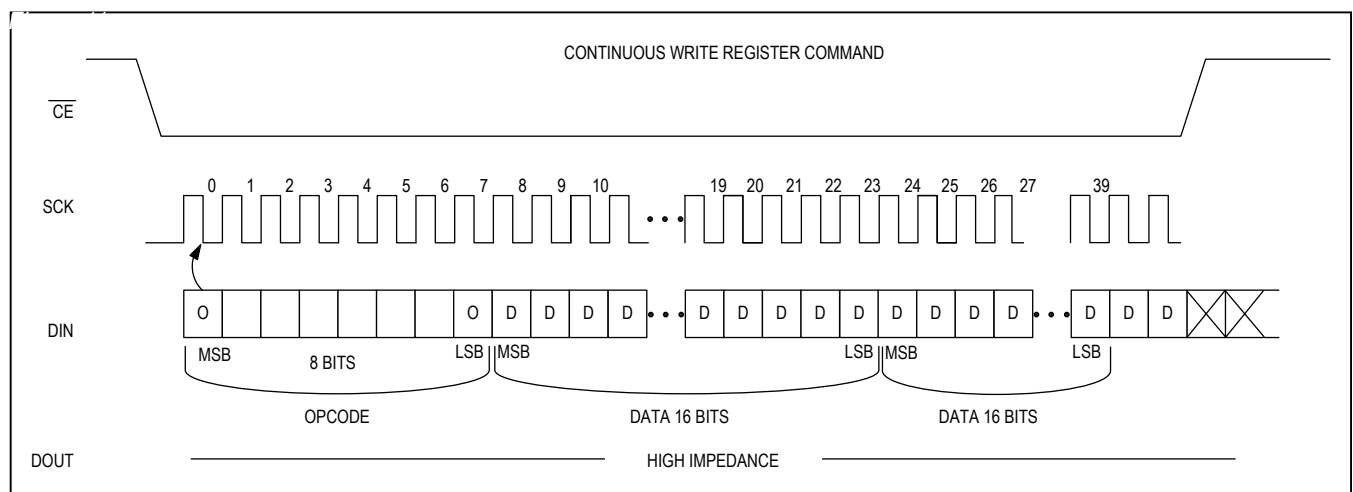 CONTINUOUS WRITE REGISTER COMMAND
CE
0 1 2 3 4 5 6 7 8 9 10 19 20 21 22 23 24 25 26 27 39
SCK
DIN
O O D D D D D D D D D D D D D D D D
MSB 8 BITS LSB MSB LSB MSB LSB
OPCODE DATA 16 BITS DATA 16 BITS
DOUT HIGH IMPEDANCE